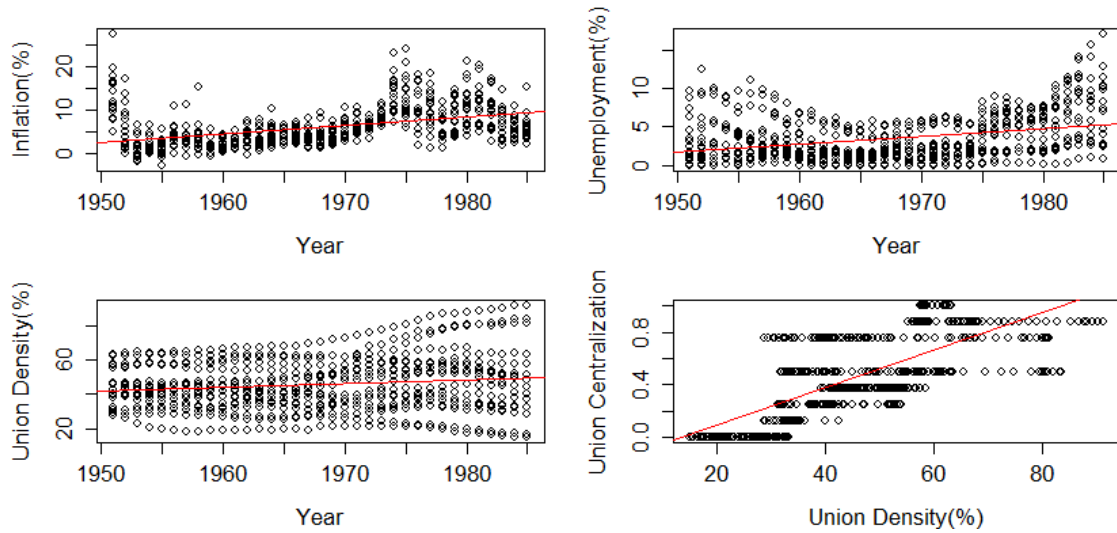 Inflation(%)
0 10 20
1950 1960 1970 1980
Year
Unemployment(%)
0 5 10
1950 1960 1970 1980
Year
Union Density(%)
20 60
1950 1960 1970 1980
Year
Union Centralization
0.0 0.4 0.8
20 40 60 80
Union Density(%)